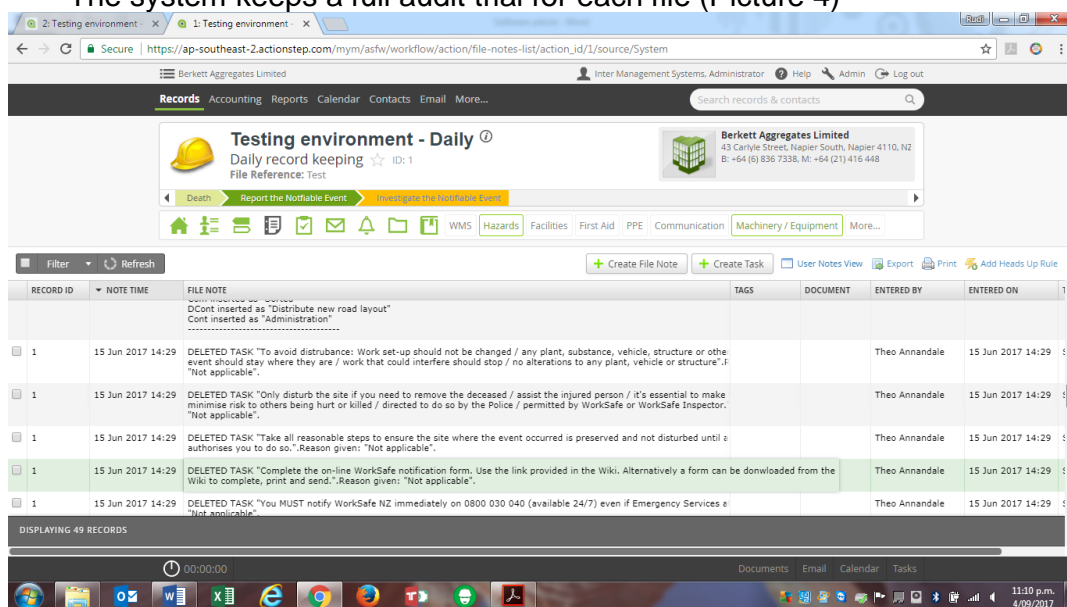 The system keeps a full audit trial for each file (Picture 4)
2: Testing environment -
1: Testing environment -
Rudi
Secure | https://ap-southeast-2.actionstep.com/mym/asfw/workflow/action/file-notes-list/action_id/1/source/System
Berkett Aggregates Limited
Inter Management Systems, Administrator Help Admin Log out
Records Accounting Reports Calendar Contacts Email More...
Search records & contacts
Testing environment - Daily
Daily record keeping ID: 1
File Reference: Test
Berkett Aggregates Limited
43 Carlyle Street, Napier South, Napier 4110, NZ
B: +64 (6) 836 7338, M: +64 (21) 416 448
Death Report the Notfiable Event Investigate the Notifiable Event
WMS Hazards Facilities First Aid PPE Communication Machinery / Equipment More...
Filter Refresh
Create File Note Create Task User Notes View Export Print Add Heads Up Rule
RECORD ID NOTE TIME FILE NOTE TAGS DOCUMENT ENTERED BY ENTERED ON
DCont inserted as "Distribute new road layout"
Cont inserted as "Administration"
----------------------------------------
1 15 Jun 2017 14:29 DELETED TASK "To avoid distrubance: Work set-up should not be changed / any plant, substance, vehicle, structure or othe Theo Annandale 15 Jun 2017 14:29
event should stay where they are / work that could interfere should stop / no alterations to any plant, vehicle or structure".
"Not applicable".
1 15 Jun 2017 14:29 DELETED TASK "Only disturb the site if you need to remove the deceased / assist the injured person / it's essential to make Theo Annandale 15 Jun 2017 14:29
minimise risk to others being hurt or killed / directed to do so by the Police / permitted by WorkSafe or WorkSafe Inspector.
"Not applicable".
1 15 Jun 2017 14:29 DELETED TASK "Take all reasonable steps to ensure the site where the event occurred is preserved and not disturbed until Theo Annandale 15 Jun 2017 14:29
authorises you to do so.".Reason given: "Not applicable".
1 15 Jun 2017 14:29 DELETED TASK "Complete the on-line WorkSafe notification form. Use the link provided in the Wiki. Alternatively a form can be donwloaded from the Theo Annandale 15 Jun 2017 14:29
Wiki to complete, print and send.".Reason given: "Not applicable".
1 15 Jun 2017 14:29 DELETED TASK "You MUST notify WorkSafe NZ immediately on 0800 030 040 (available 24/7) even if Emergency Services Theo Annandale 15 Jun 2017 14:29
"Not applicable".
DISPLAYING 49 RECORDS
00:00:00
Documents Email Calendar Tasks
11:10 p.m.
4/09/2017